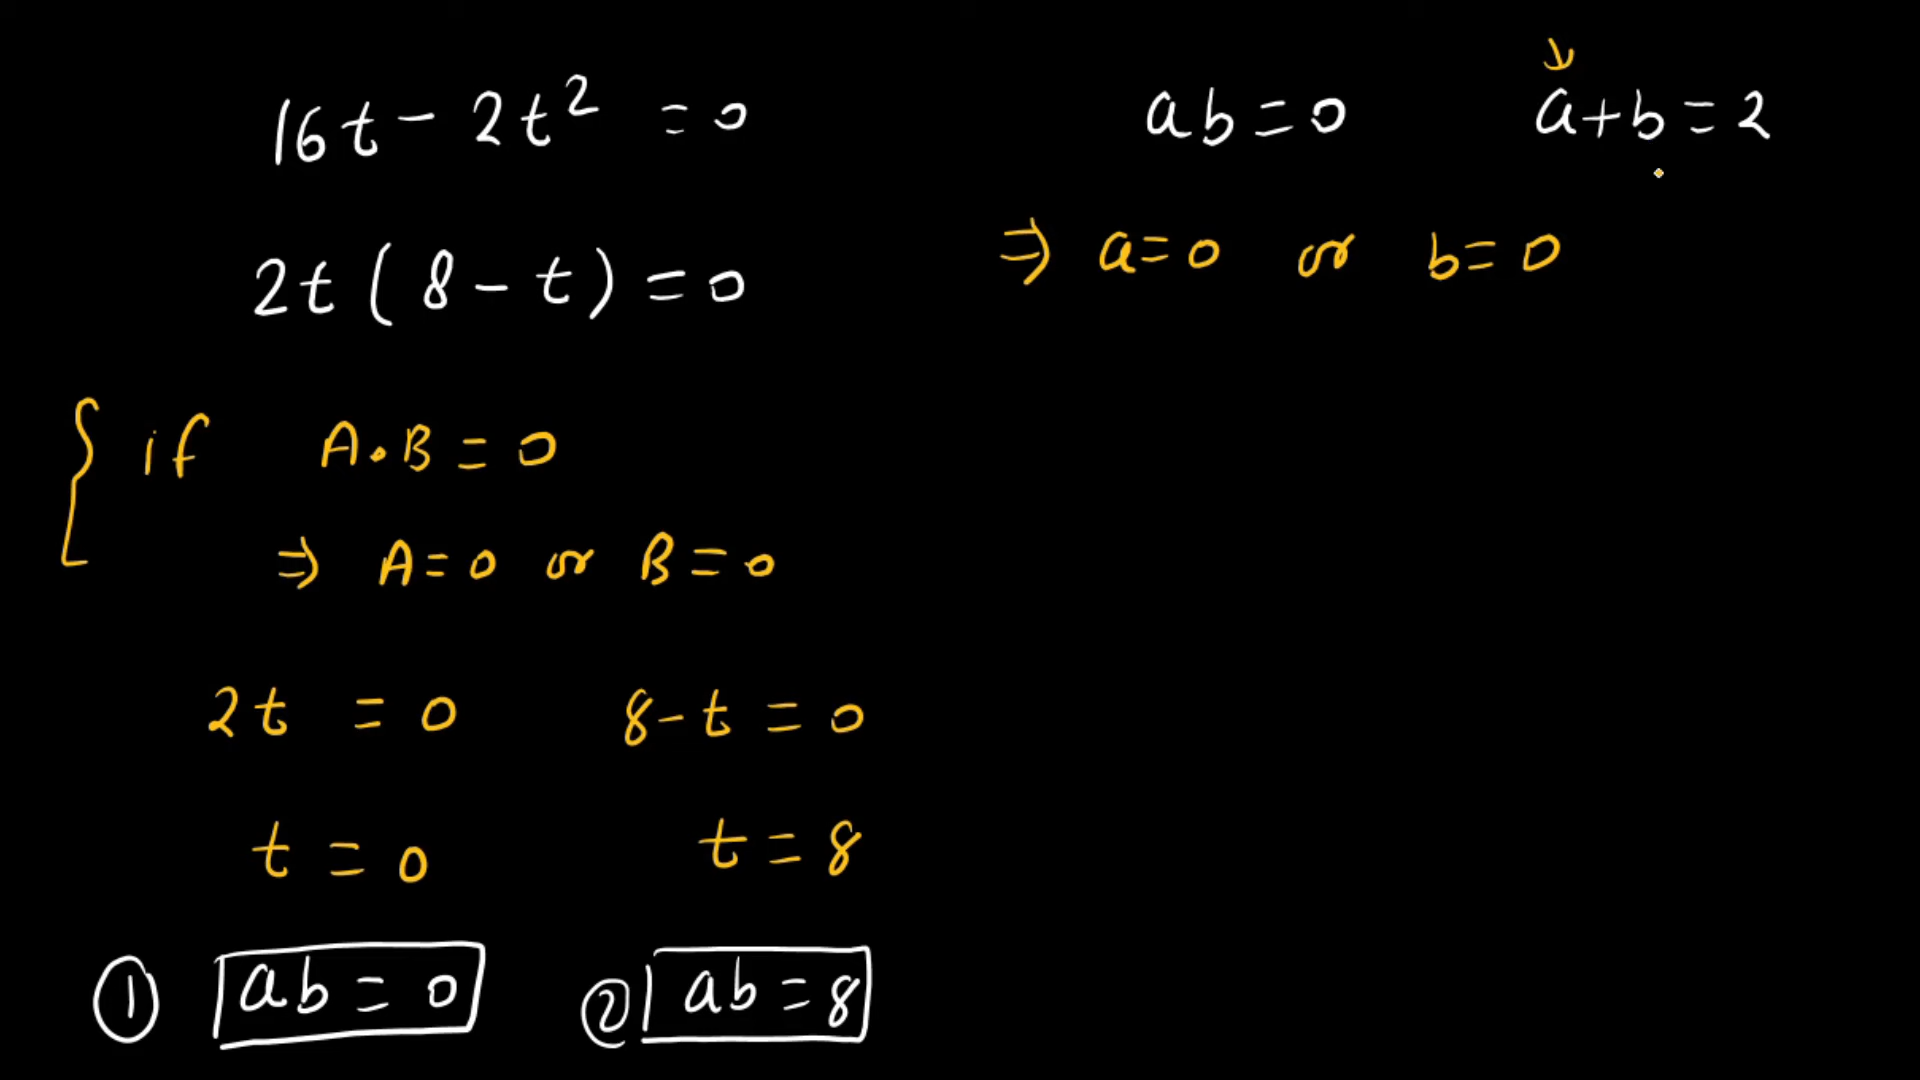 16t - 2t² = 0
2t ( 8 - t ) = 0
if A . B = 0
⇒ A = 0 or B = 0
2t = 0 8 - t = 0
t = 0 t = 8
① ab = 0 ② ab = 8
ab = 0 a + b = 2
⇒ a = 0 or b = 0